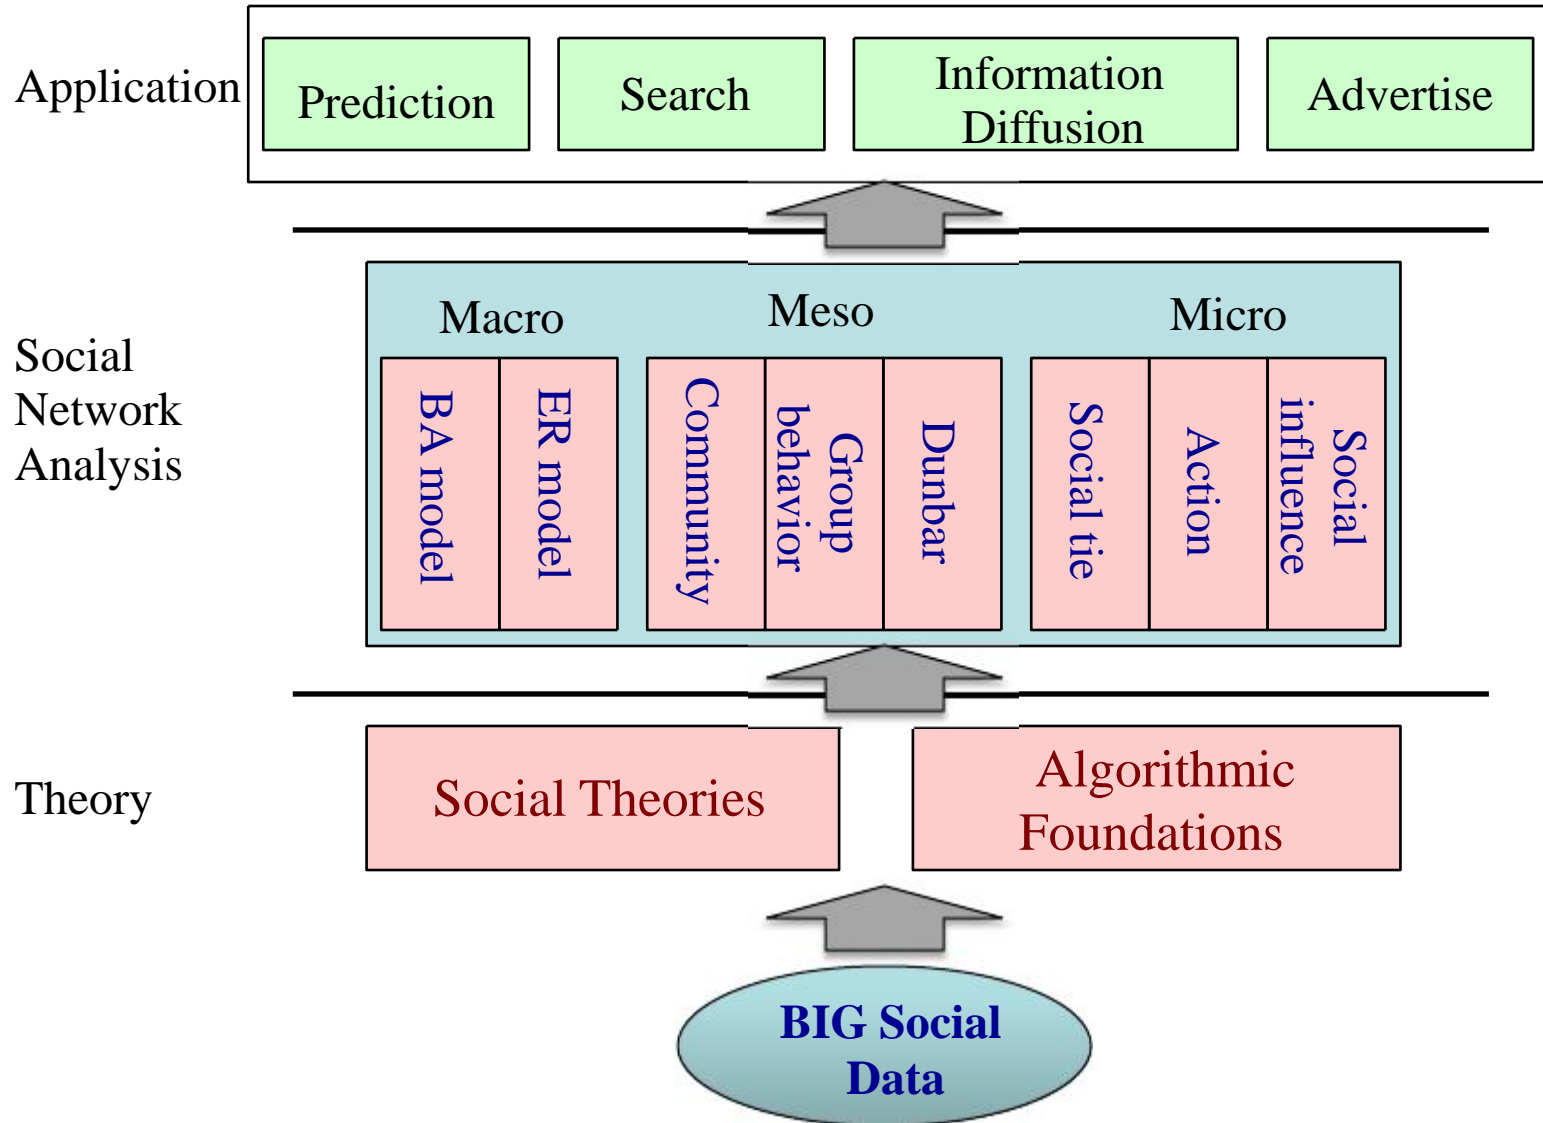 Application
Prediction
Search
Information
Diffusion
Advertise
Social
Network
Analysis
Macro
Meso
Micro
BA model
ER model
Community
Group
behavior
Dunbar
Social tie
Action
Social
influence
Theory
Social Theories
Algorithmic
Foundations
BIG Social
Data